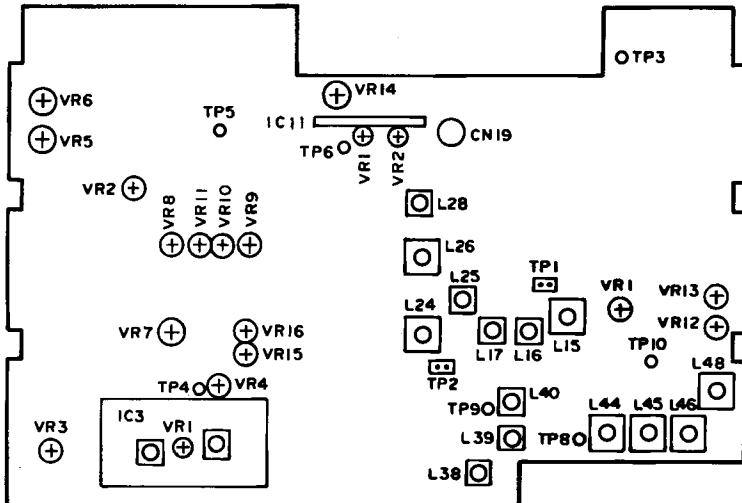 TP3
VR6
VR14
TP5
IC11
VR5
CN19
TP6
VR1
VR2
VR2
VR8
VR11
VR10
VR9
L28
L26
L25
TP1
VR1
VR13
L24
VR7
VR16
L17
L16
L15
VR12
VR15
TP10
TP2
L48
TP4
VR4
L40
TP9
L44
L45
L46
IC3
VR3
VR1
L39
TP8
L38